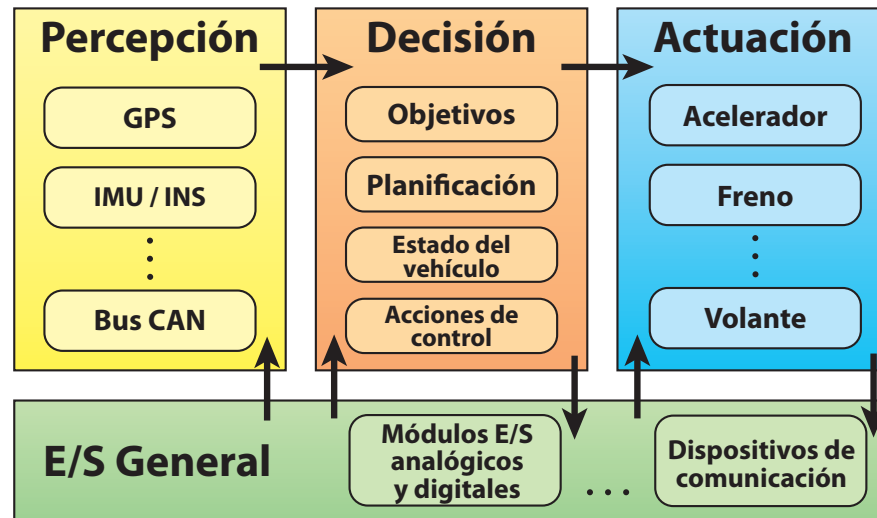 Percepción
GPS
IMU / INS
Bus CAN
Decisión
Objetivos
Planificación
Estado del
vehículo
Acciones de
control
Actuación
Acelerador
Freno
Volante
E/S General
Módulos E/S
analógicos
y digitales
. . .
Dispositivos de
comunicación